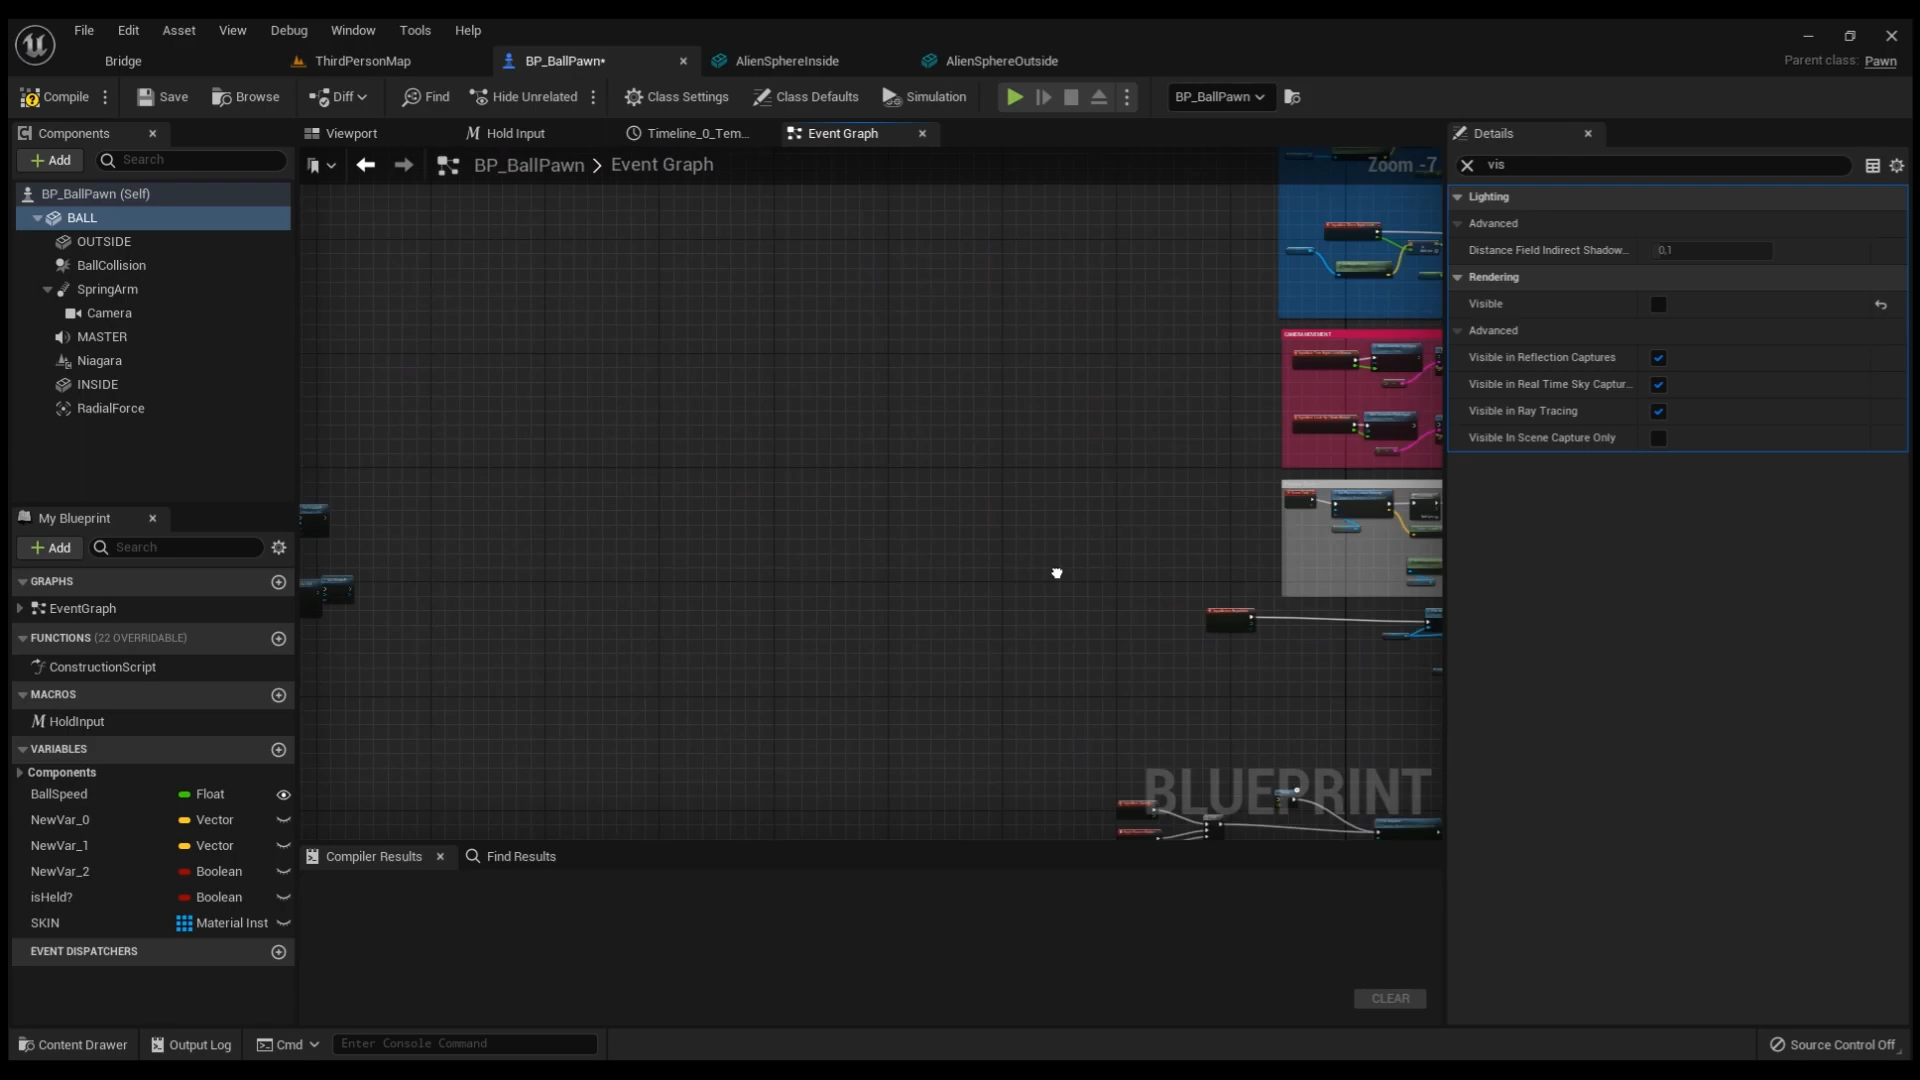 File Edit Asset View Debug Window Tools Help
Parent class: Pawn
Bridge ThirdPersonMap BP_BallPawn* AlienSphereInside AlienSphereOutside
Compile Save Browse Diff Find Hide Unrelated Class Settings Class Defaults Simulation BP_BallPawn
Components Viewport Hold Input Timeline_0_Tem... Event Graph Details
Add Search BP_BallPawn > Event Graph Zoom -7 vis
BP_BallPawn (Self)
BALL
OUTSIDE
BallCollision
SpringArm
Camera
MASTER
Niagara
INSIDE
RadialForce
Lighting
Advanced
Distance Field Indirect Shadow... 0,1
Rendering
Visible
Advanced
Visible in Reflection Captures
Visible in Real Time Sky Captur...
Visible in Ray Tracing
Visible In Scene Capture Only
CAMERA MOVEMENT
BLUEPRINT
My Blueprint
Add Search
GRAPHS
EventGraph
FUNCTIONS (22 OVERRIDABLE)
ConstructionScript
MACROS
HoldInput
VARIABLES
Components
BallSpeed Float
NewVar_0 Vector
NewVar_1 Vector
NewVar_2 Boolean
isHeld? Boolean
SKIN Material Inst
EVENT DISPATCHERS
Compiler Results Find Results
CLEAR
Content Drawer Output Log Cmd Enter Console Command Source Control Off